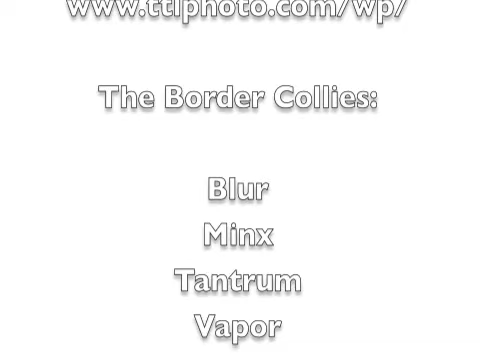 www.ttlphoto.com/wp/
The Border Collies:
Blur
Minx
Tantrum
Vapor